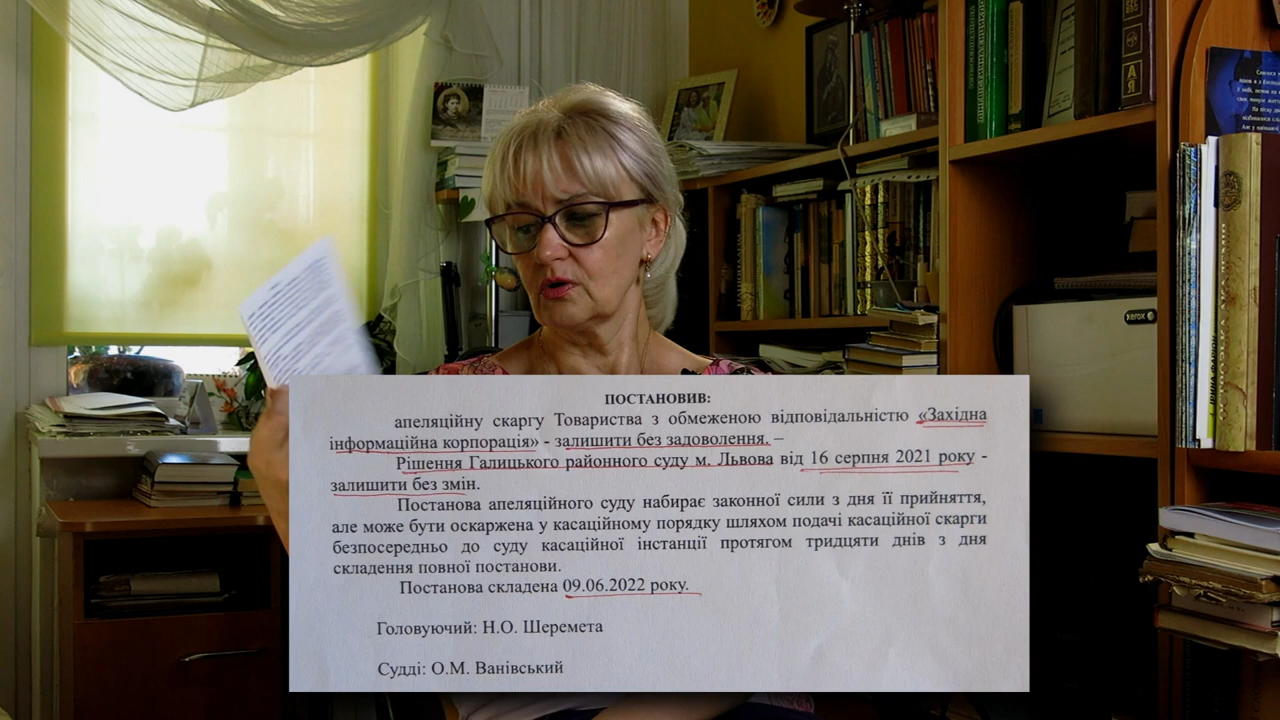 ПОСТАНОВИВ:
апеляційну скаргу Товариства з обмеженою відповідальністю «Західна
інформаційна корпорація» - залишити без задоволення. –
Рішення Галицького районного суду м. Львова від 16 серпня 2021 року -
залишити без змін.
Постанова апеляційного суду набирає законної сили з дня її прийняття,
але може бути оскаржена у касаційному порядку шляхом подачі касаційної скарги
безпосередньо до суду касаційної інстанції протягом тридцяти днів з дня
складення повної постанови.
Постанова складена 09.06.2022 року.
Головуючий: Н.О. Шеремета
Судді: О.М. Ванівський
xerox
А
Я